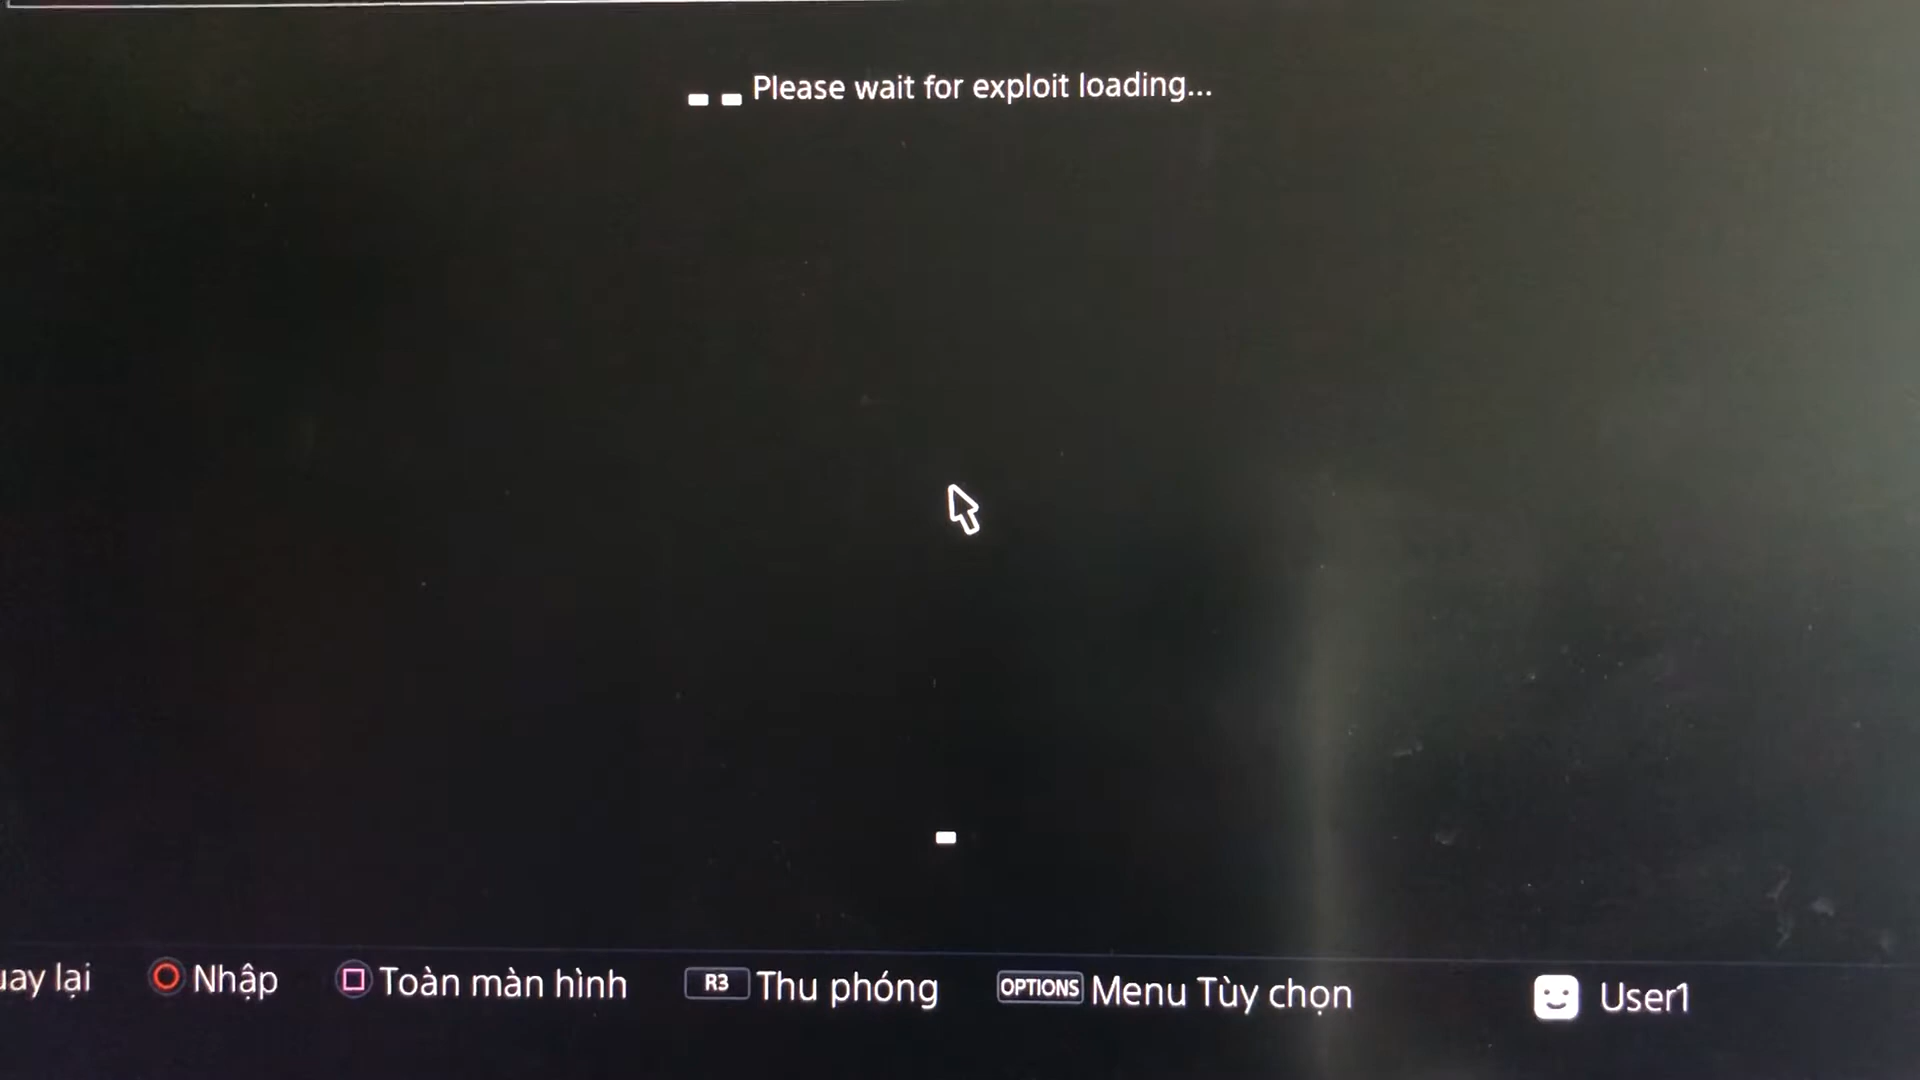 Please wait for exploit loading...
uay lại Nhập Toàn màn hình R3 Thu phóng OPTIONS Menu Tùy chọn User1